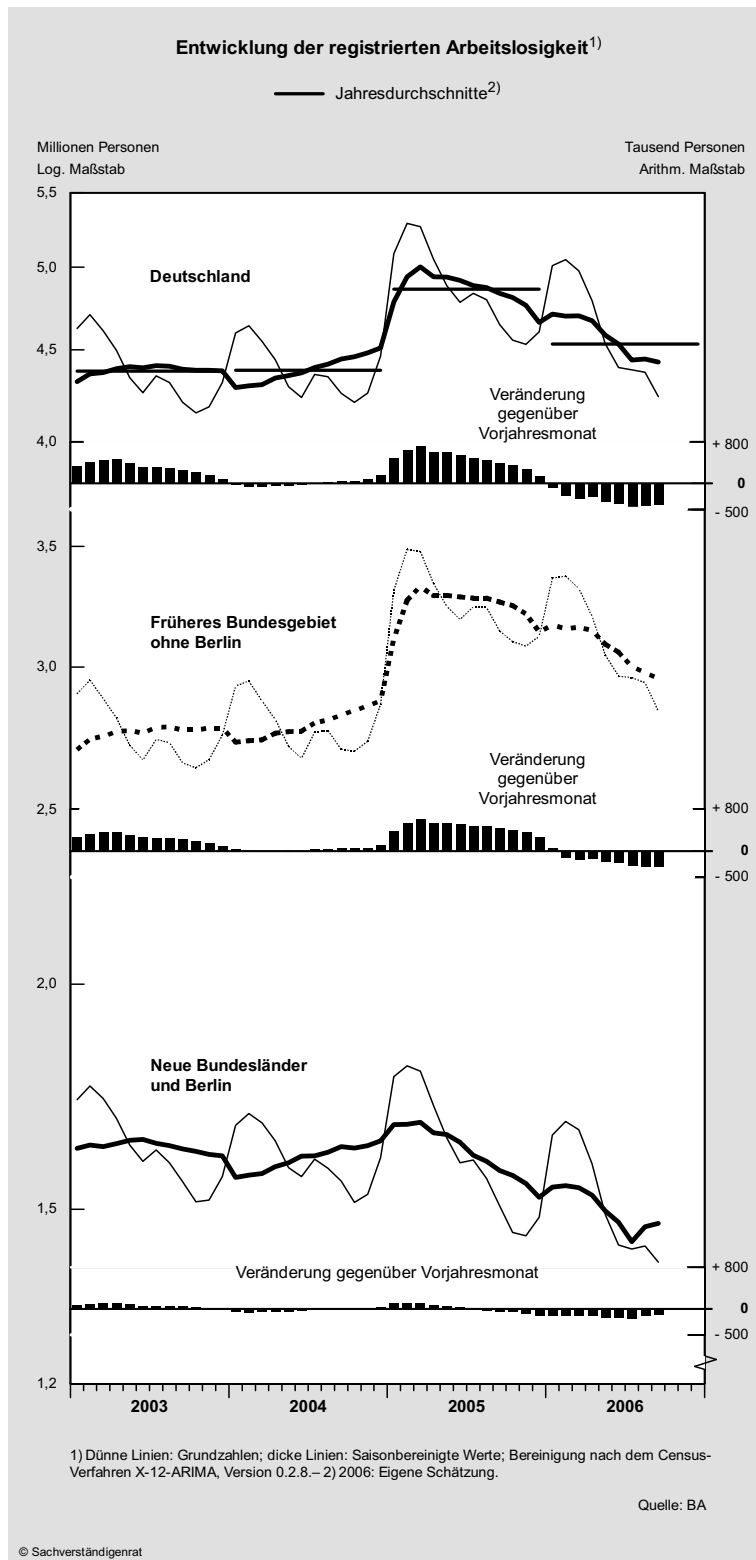 Entwicklung der registrierten Arbeitslosigkeit1)
Jahresdurchschnitte2)
Millionen Personen
Log. Maßstab
Tausend Personen
Arithm. Maßstab
5,5
5,0
Deutschland
4,5
Veränderung
gegenüber
Vorjahresmonat
4,0
+ 800
0
- 500
3,5
Früheres Bundesgebiet
ohne Berlin
3,0
Veränderung
gegenüber
Vorjahresmonat
2,5
+ 800
0
- 500
2,0
Neue Bundesländer
und Berlin
1,5
Veränderung gegenüber Vorjahresmonat
+ 800
0
- 500
1,2
2003 2004 2005 2006
1) Dünne Linien: Grundzahlen; dicke Linien: Saisonbereinigte Werte; Bereinigung nach dem Census-
Verfahren X-12-ARIMA, Version 0.2.8.– 2) 2006: Eigene Schätzung.
Quelle: BA
© Sachverständigenrat